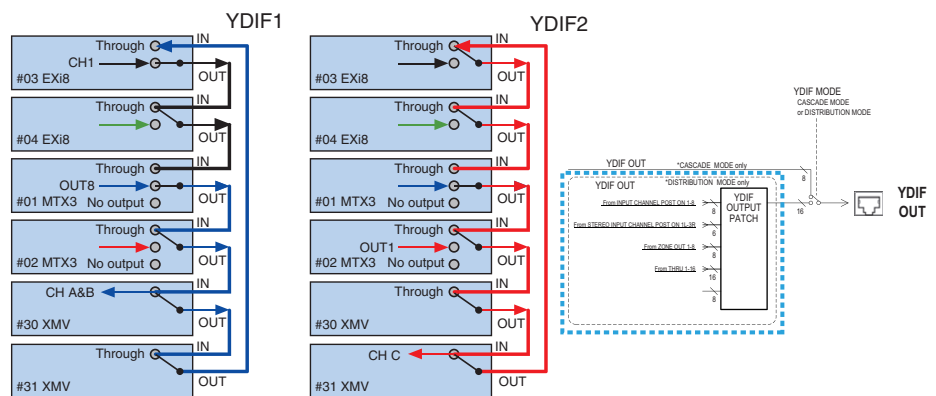 YDIF1
Through
IN
CH1
OUT
#03 EXi8
Through
IN
OUT
#04 EXi8
Through
IN
OUT8
OUT
#01 MTX3
No output
Through
IN
OUT
#02 MTX3
No output
CH A&B
IN
OUT
#30 XMV
Through
IN
OUT
#31 XMV
YDIF2
Through
IN
OUT
#03 EXi8
Through
IN
OUT
#04 EXi8
Through
IN
OUT
#01 MTX3
No output
Through
IN
OUT1
OUT
#02 MTX3
No output
Through
IN
OUT
#30 XMV
CH C
IN
OUT
#31 XMV
YDIF MODE
CASCADE MODE
or DISTRIBUTION MODE
YDIF OUT
*CASCADE MODE only
8
YDIF OUT
*DISTRIBUTION MODE only
From INPUT CHANNEL POST ON 1-8
8
From STEREO INPUT CHANNEL POST ON 1L-3R
6
From ZONE OUT 1-8
8
From THRU 1-16
16
8
YDIF
OUTPUT
PATCH
16
YDIF
OUT